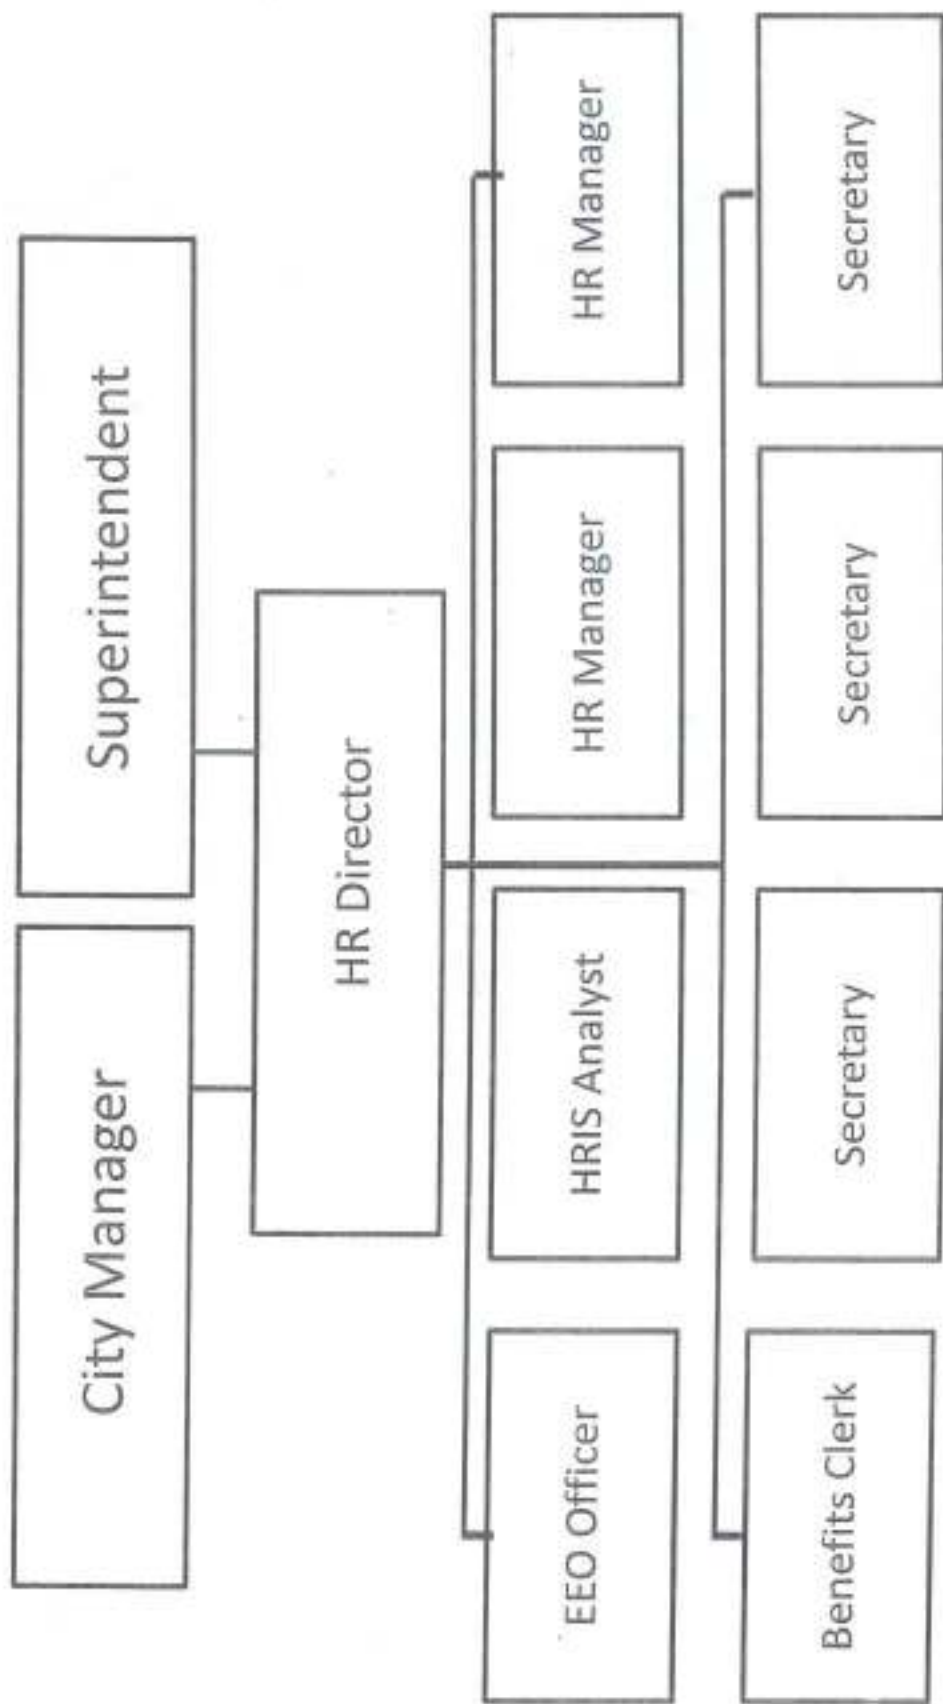 City Manager
Superintendent
HR Director
EEO Officer
HRIS Analyst
HR Manager
HR Manager
Benefits Clerk
Secretary
Secretary
Secretary